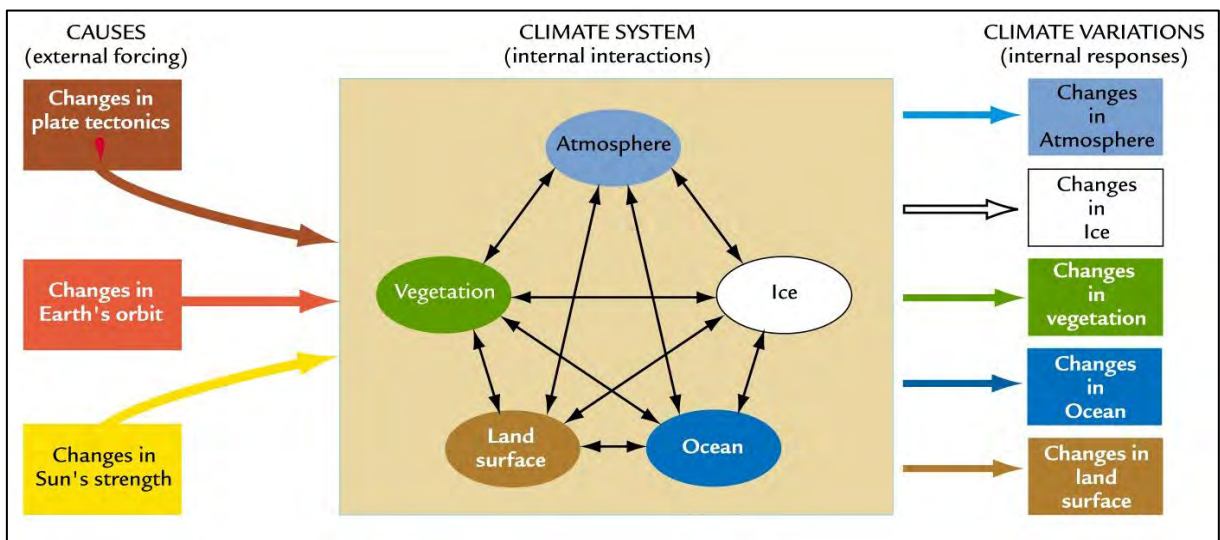 CAUSES
(external forcing)
Changes in
plate tectonics
Changes in
Earth's orbit
Changes in
Sun's strength
CLIMATE SYSTEM
(internal interactions)
Atmosphere
Vegetation
Ice
Land
surface
Ocean
CLIMATE VARIATIONS
(internal responses)
Changes
in
Atmosphere
Changes
in
Ice
Changes
in
vegetation
Changes
in
Ocean
Changes in
land
surface